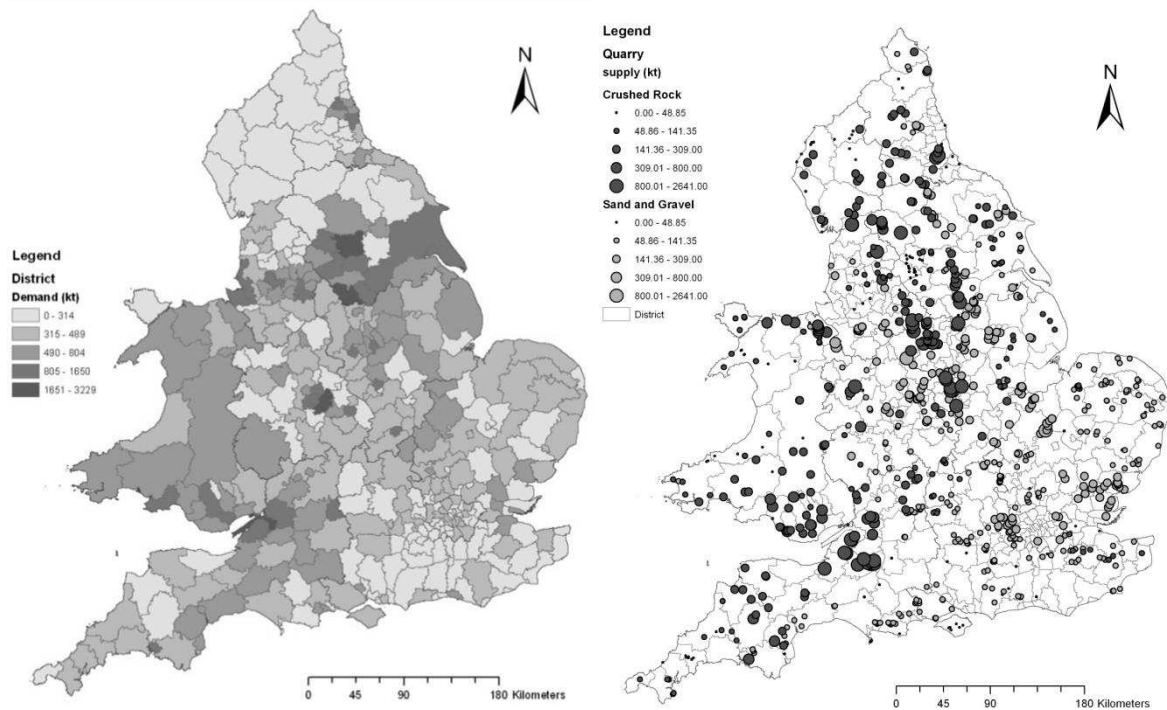 N
Legend
District
Demand (kt)
0 - 314
315 - 489
490 - 804
805 - 1650
1651 - 3229
0 45 90 180 Kilometers
Legend
Quarry
supply (kt)
Crushed Rock
0.00 - 48.85
48.86 - 141.35
141.36 - 309.00
309.01 - 800.00
800.01 - 2641.00
Sand and Gravel
0.00 - 48.85
48.86 - 141.35
141.36 - 309.00
309.01 - 800.00
800.01 - 2641.00
District
N
0 45 90 180 Kilometers